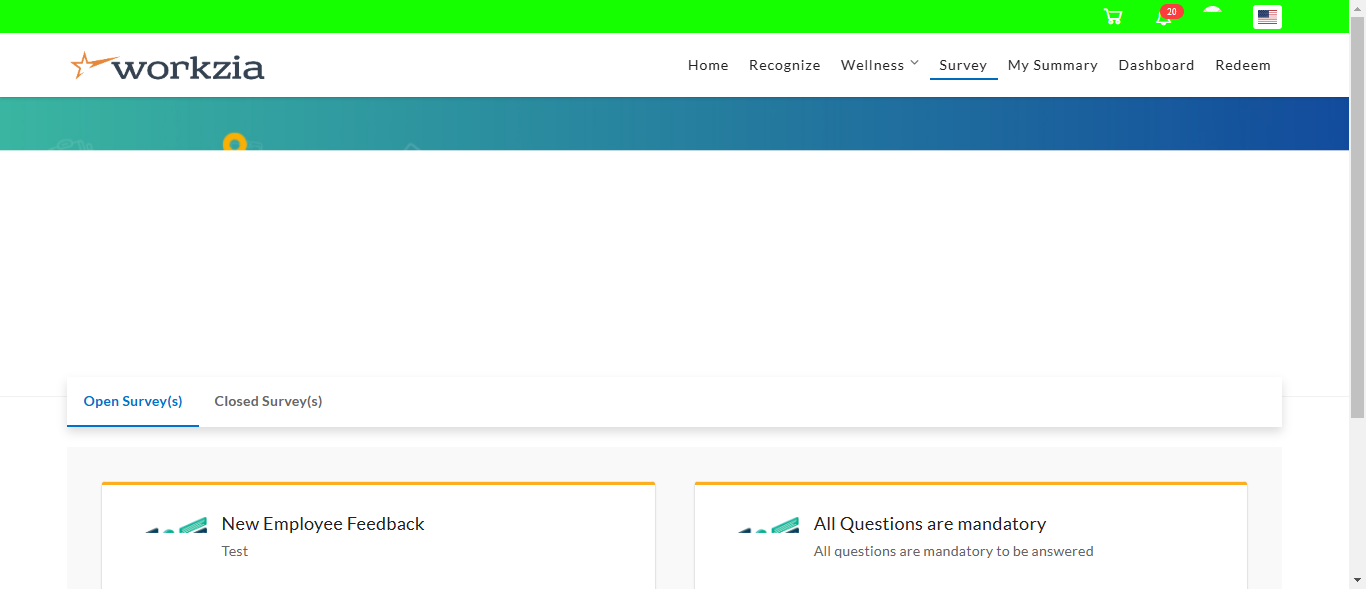 20
workzia
Home Recognize Wellness Survey My Summary Dashboard Redeem
Open Survey(s) Closed Survey(s)
New Employee Feedback
Test
All Questions are mandatory
All questions are mandatory to be answered